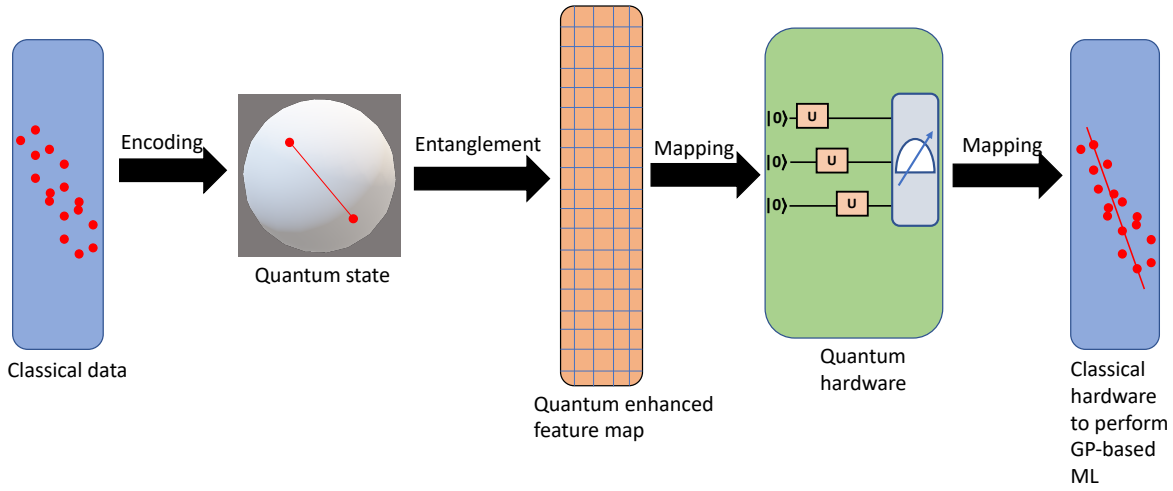 Encoding
Entanglement
Mapping
Mapping
|0⟩ U
|0⟩ U
|0⟩ U
Classical data
Quantum state
Quantum enhanced
feature map
Quantum
hardware
Classical
hardware
to perform
GP-based
ML